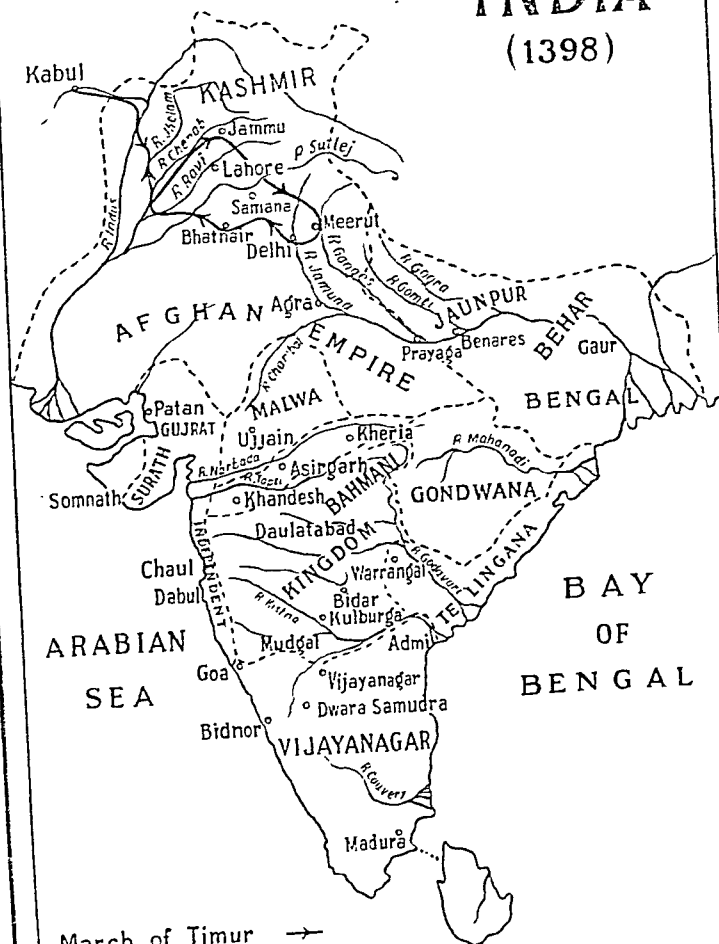 INDIA
(1398)
Kabul
KASHMIR
R. Jhelam
R. Chenab
Jammu
R. Ravi
Lahore
R Sutlej
R. Indus
Samana
Bhatnair
Delhi
Meerut
R. Ganges
R. Jamuna
R. Gogra
R. Gomti
AFGHAN
EMPIRE
Agra
JAUNPUR
BEHAR
Prayaga
Benares
Gaur
R. Chambal
MALWA
BENGAL
Patan
GUJRAT
Ujjain
Kheria
R. Narbada
R. Tapti
Asirgarh
R Mahanadi
SURATH
Somnath
Khandesh
BAHMANI
KINGDOM
GONDWANA
INDEPENDENT
Daulatabad
Chaul
Dabul
R. Godavari
Warrangal
TELINGANA
Bidar
R. Kistna
Kulburga
ARABIAN
SEA
Mudgal
Admi
BAY
OF
BENGAL
Goa
Vijayanagar
Dwara Samudra
Bidnor
VIJAYANAGAR
R. Couvery
Madura
March of Timur